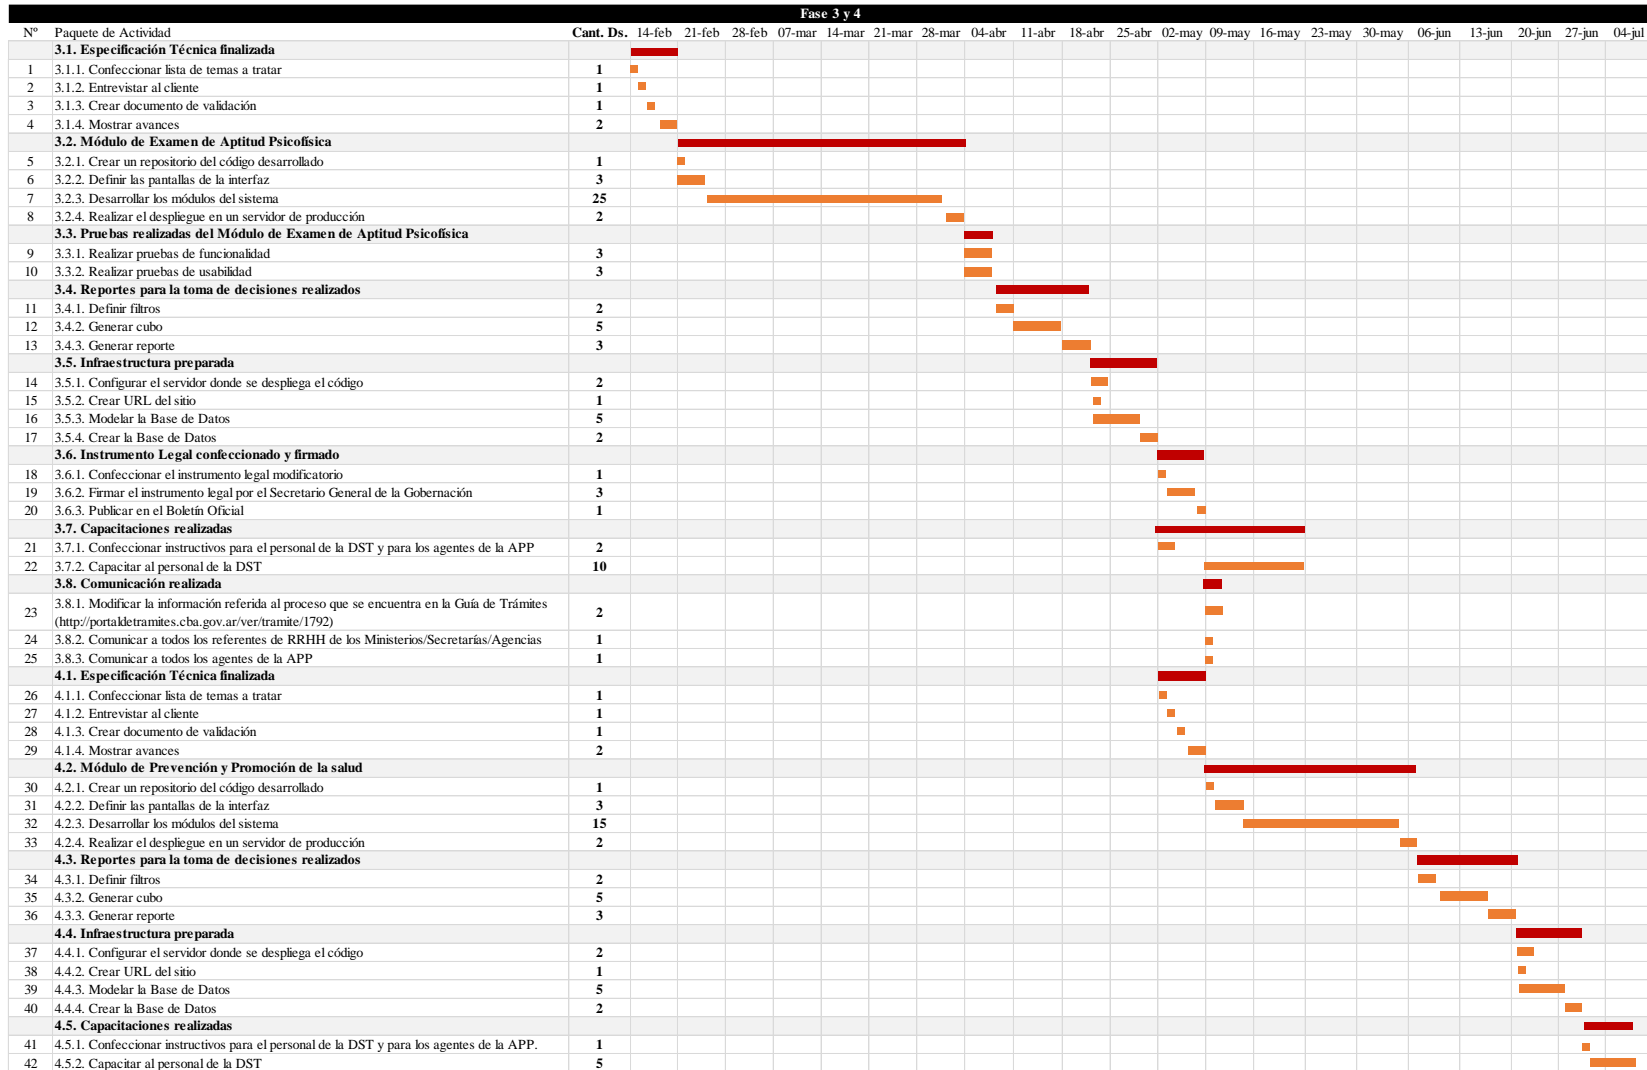 Fase 3 y 4
Nº Paquete de Actividad Cant. Ds. 14-feb 21-feb 28-feb 07-mar 14-mar 21-mar 28-mar 04-abr 11-abr 18-abr 25-abr 02-may 09-may 16-may 23-may 30-may 06-jun 13-jun 20-jun 27-jun 04-jul
3.1. Especificación Técnica finalizada
1 3.1.1. Confeccionar lista de temas a tratar 1
2 3.1.2. Entrevistar al cliente 1
3 3.1.3. Crear documento de validación 1
4 3.1.4. Mostrar avances 2
3.2. Módulo de Examen de Aptitud Psicofísica
5 3.2.1. Crear un repositorio del código desarrollado 1
6 3.2.2. Definir las pantallas de la interfaz 3
7 3.2.3. Desarrollar los módulos del sistema 25
8 3.2.4. Realizar el despliegue en un servidor de producción 2
3.3. Pruebas realizadas del Módulo de Examen de Aptitud Psicofísica
9 3.3.1. Realizar pruebas de funcionalidad 3
10 3.3.2. Realizar pruebas de usabilidad 3
3.4. Reportes para la toma de decisiones realizados
11 3.4.1. Definir filtros 2
12 3.4.2. Generar cubo 5
13 3.4.3. Generar reporte 3
3.5. Infraestructura preparada
14 3.5.1. Configurar el servidor donde se despliega el código 2
15 3.5.2. Crear URL del sitio 1
16 3.5.3. Modelar la Base de Datos 5
17 3.5.4. Crear la Base de Datos 2
3.6. Instrumento Legal confeccionado y firmado
18 3.6.1. Confeccionar el instrumento legal modificatorio 1
19 3.6.2. Firmar el instrumento legal por el Secretario General de la Gobernación 3
20 3.6.3. Publicar en el Boletín Oficial 1
3.7. Capacitaciones realizadas
21 3.7.1. Confeccionar instructivos para el personal de la DST y para los agentes de la APP 2
22 3.7.2. Capacitar al personal de la DST 10
3.8. Comunicación realizada
23 3.8.1. Modificar la información referida al proceso que se encuentra en la Guía de Trámites 2
(http://portaldetramites.cba.gov.ar/ver/tramite/1792)
24 3.8.2. Comunicar a todos los referentes de RRHH de los Ministerios/Secretarías/Agencias 1
25 3.8.3. Comunicar a todos los agentes de la APP 1
4.1. Especificación Técnica finalizada
26 4.1.1. Confeccionar lista de temas a tratar 1
27 4.1.2. Entrevistar al cliente 1
28 4.1.3. Crear documento de validación 1
29 4.1.4. Mostrar avances 2
4.2. Módulo de Prevención y Promoción de la salud
30 4.2.1. Crear un repositorio del código desarrollado 1
31 4.2.2. Definir las pantallas de la interfaz 3
32 4.2.3. Desarrollar los módulos del sistema 15
33 4.2.4. Realizar el despliegue en un servidor de producción 2
4.3. Reportes para la toma de decisiones realizados
34 4.3.1. Definir filtros 2
35 4.3.2. Generar cubo 5
36 4.3.3. Generar reporte 3
4.4. Infraestructura preparada
37 4.4.1. Configurar el servidor donde se despliega el código 2
38 4.4.2. Crear URL del sitio 1
39 4.4.3. Modelar la Base de Datos 5
40 4.4.4. Crear la Base de Datos 2
4.5. Capacitaciones realizadas
41 4.5.1. Confeccionar instructivos para el personal de la DST y para los agentes de la APP. 1
42 4.5.2. Capacitar al personal de la DST 5